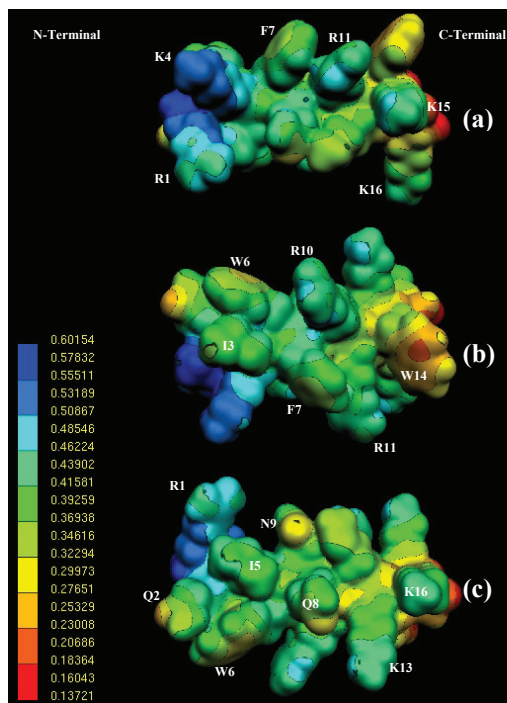 N-Terminal
C-Terminal
F7
R11
K4
K15
(a)
R1
K16
W6
R10
I3
(b)
W14
F7
R11
R1
N9
I5
Q2
Q8
K16
(c)
W6
K13
0.60154
0.57832
0.55511
0.53189
0.50867
0.48546
0.46224
0.43902
0.41581
0.39259
0.36938
0.34616
0.32294
0.29973
0.27651
0.25329
0.23008
0.20686
0.18364
0.16043
0.13721